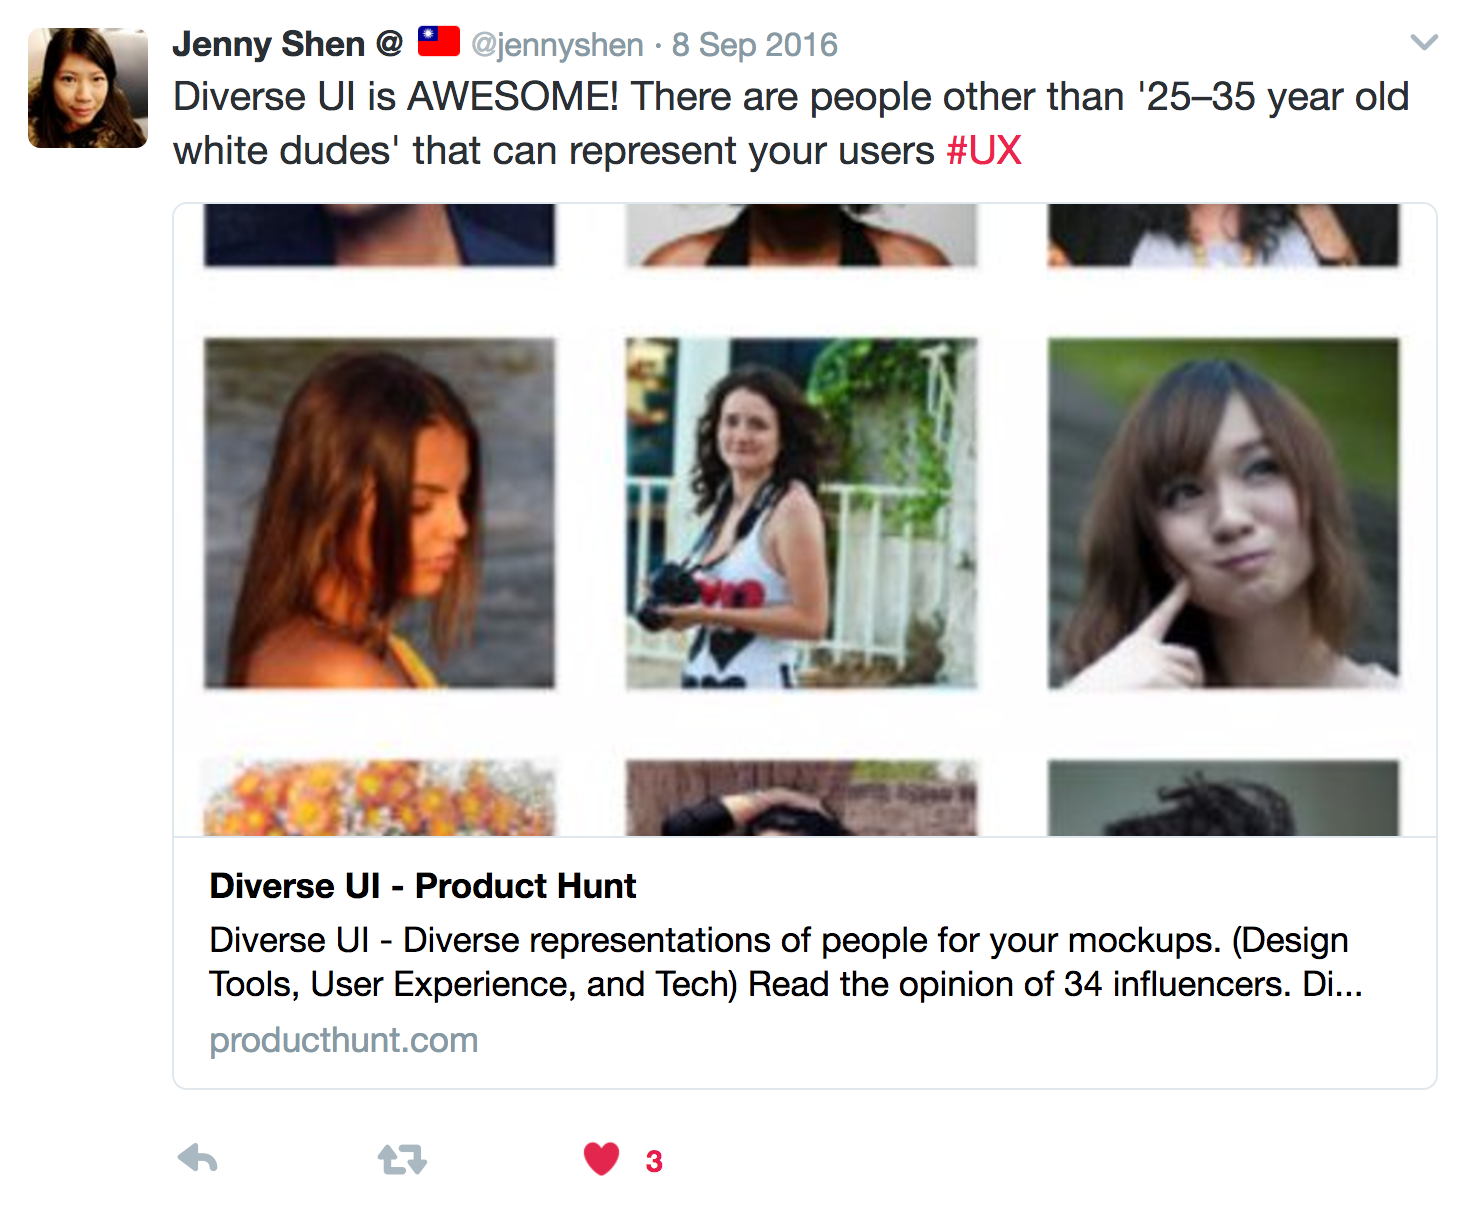 Jenny Shen @ 🇹🇼 @jennyshen · 8 Sep 2016
Diverse UI is AWESOME! There are people other than '25–35 year old
white dudes' that can represent your users #UX
Diverse UI - Product Hunt
Diverse UI - Diverse representations of people for your mockups. (Design
Tools, User Experience, and Tech) Read the opinion of 34 influencers. Di...
producthunt.com
3